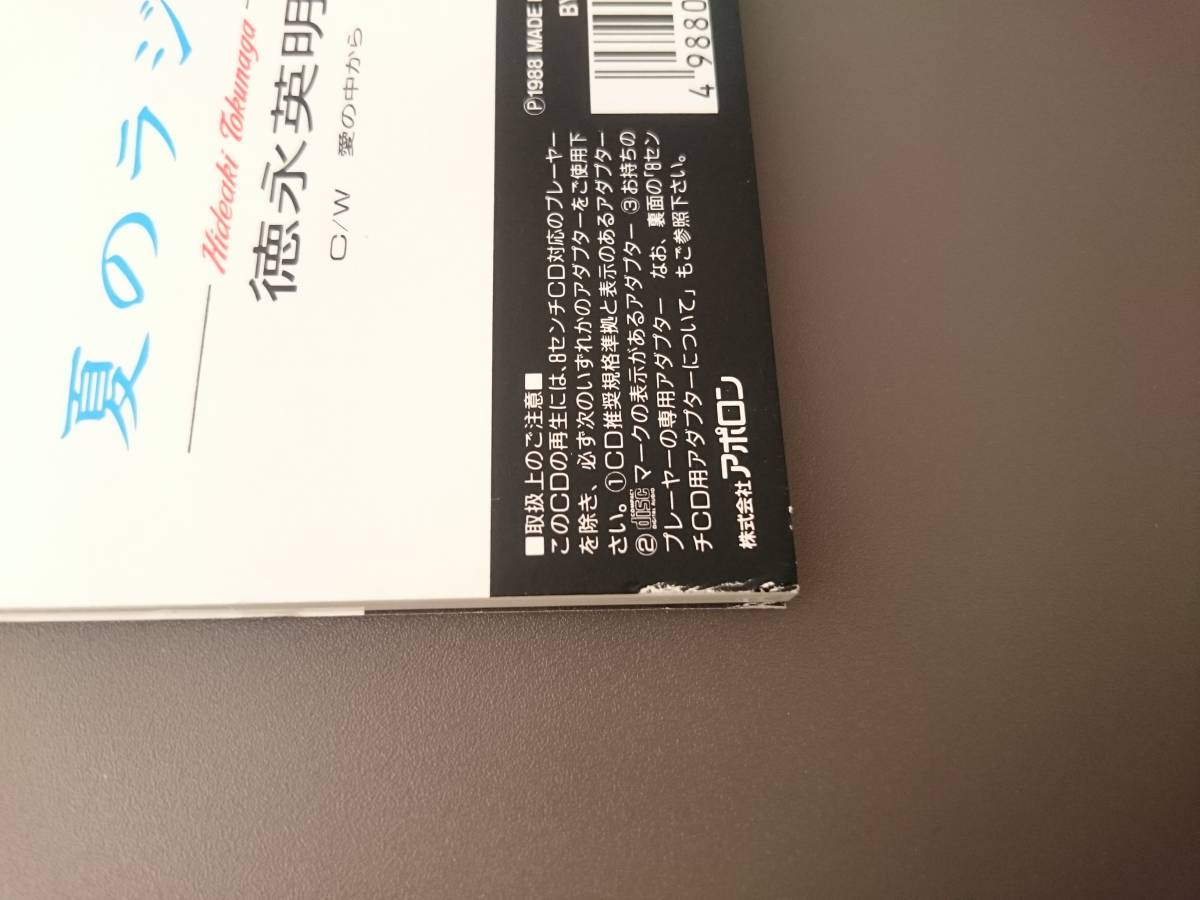 夏のラジ
Hideaki Tokunaga
徳永英明
C/W 愛の中から
Ⓟ1988 MADE
BV
4 9880
■取扱上のご注意■
このCDの再生には、8センチCD対応のプレーヤー
を除き、必ず次のいずれかのアダプターをご使用下
さい。①CD推奨規格準拠と表示のあるアダプター
② COMPACT disc DIGITAL AUDIO マークの表示があるアダプター ③お持ちの
プレーヤーの専用アダプター なお、裏面の「8セン
チCD用アダプターについて」もご参照下さい。
株式会社アポロン